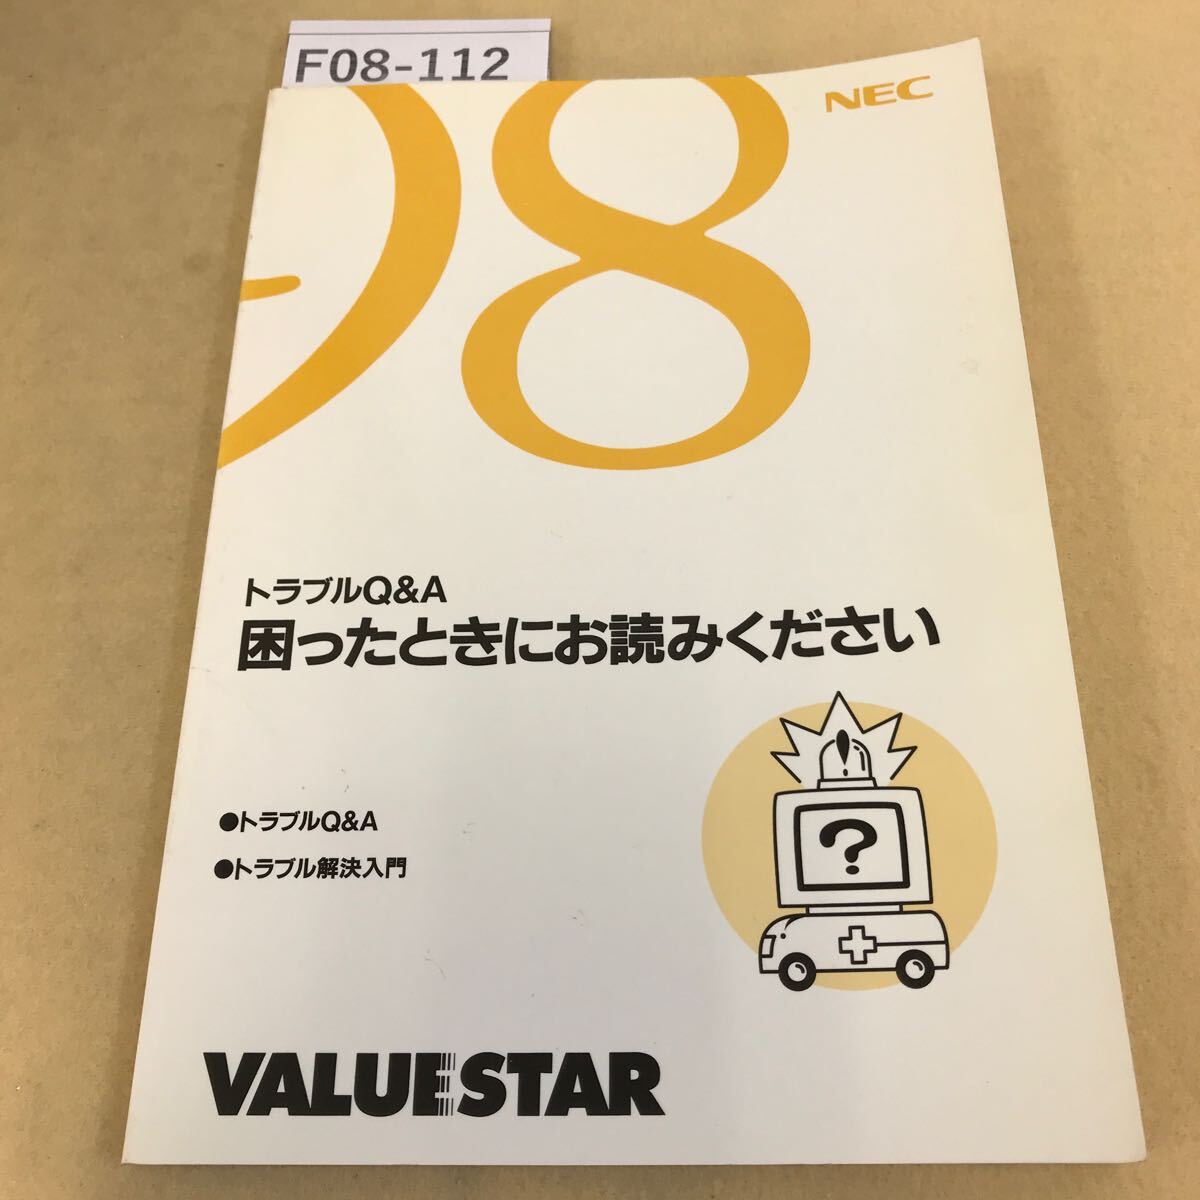 F08-112
98
NEC
トラブルQ&A
困ったときにお読みください
●トラブルQ&A
●トラブル解決入門
?
VALUESTAR